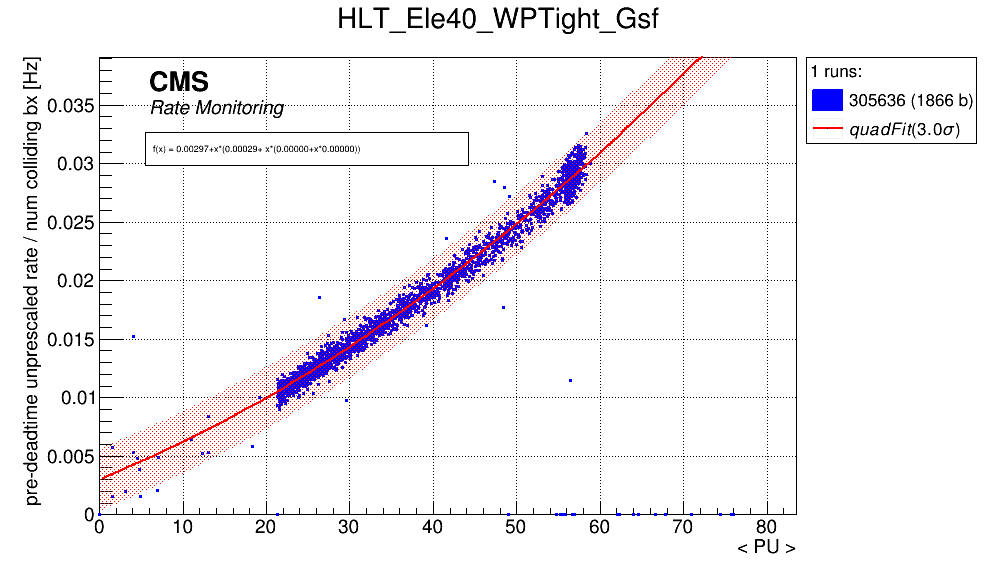 HLT_Ele40_WPTight_Gsf
pre-deadtime unprescaled rate / num colliding bx [Hz]
CMS
Rate Monitoring
f(x) = 0.00297+x*(0.00029+ x*(0.00000+x*0.00000))
1 runs:
305636 (1866 b)
quadFit(3.0σ)
0.035
0.03
0.025
0.02
0.015
0.01
0.005
0
0 10 20 30 40 50 60 70 80
< PU >